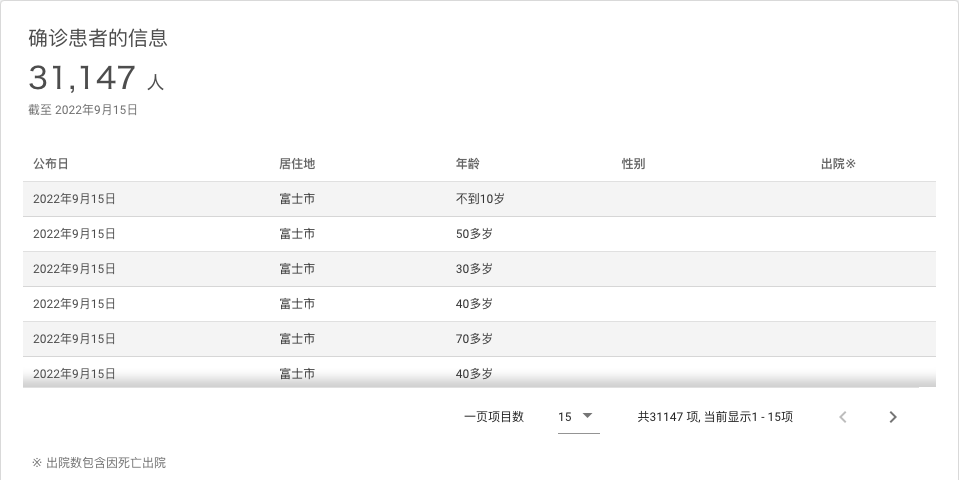 确诊患者的信息
31,147 人
截至 2022年9月15日
公布日 居住地 年龄 性别 出院※
2022年9月15日 富士市 不到10岁
2022年9月15日 富士市 50多岁
2022年9月15日 富士市 30多岁
2022年9月15日 富士市 40多岁
2022年9月15日 富士市 70多岁
2022年9月15日 富士市 40多岁
一页项目数 15 共31147 项, 当前显示1 - 15项
※ 出院数包含因死亡出院